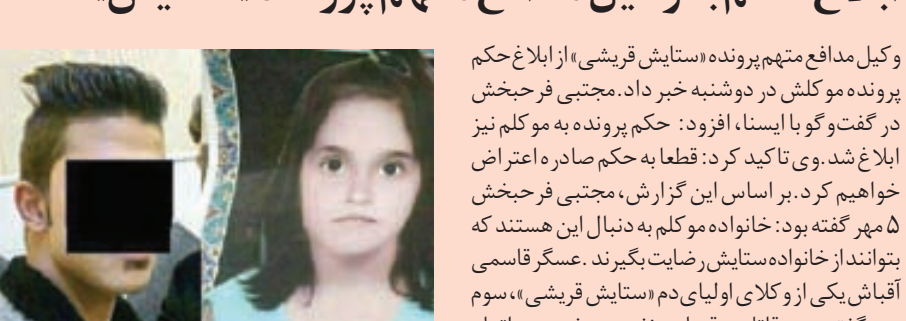 وکیل مدافع متهم پرونده «ستایش قریشی» از ابلاغ حکم
پرونده موکلش در دوشنبه خبر داد. مجتبی فرحبخش
در گفت‌وگو با ایسنا، افزود: حکم پرونده به موکلم نیز
ابلاغ شد. وی تاکید کرد: قطعا به حکم صادره اعتراض
خواهیم کرد. بر اساس این گزارش، مجتبی فرحبخش
۵ مهر گفته بود: خانواده موکلم به دنبال این هستند که
بتوانند از خانواده ستایش رضایت بگیرند. عسگر قاسمی
آقباش یکی از وکلای اولیای دم «ستایش قریشی»، سوم